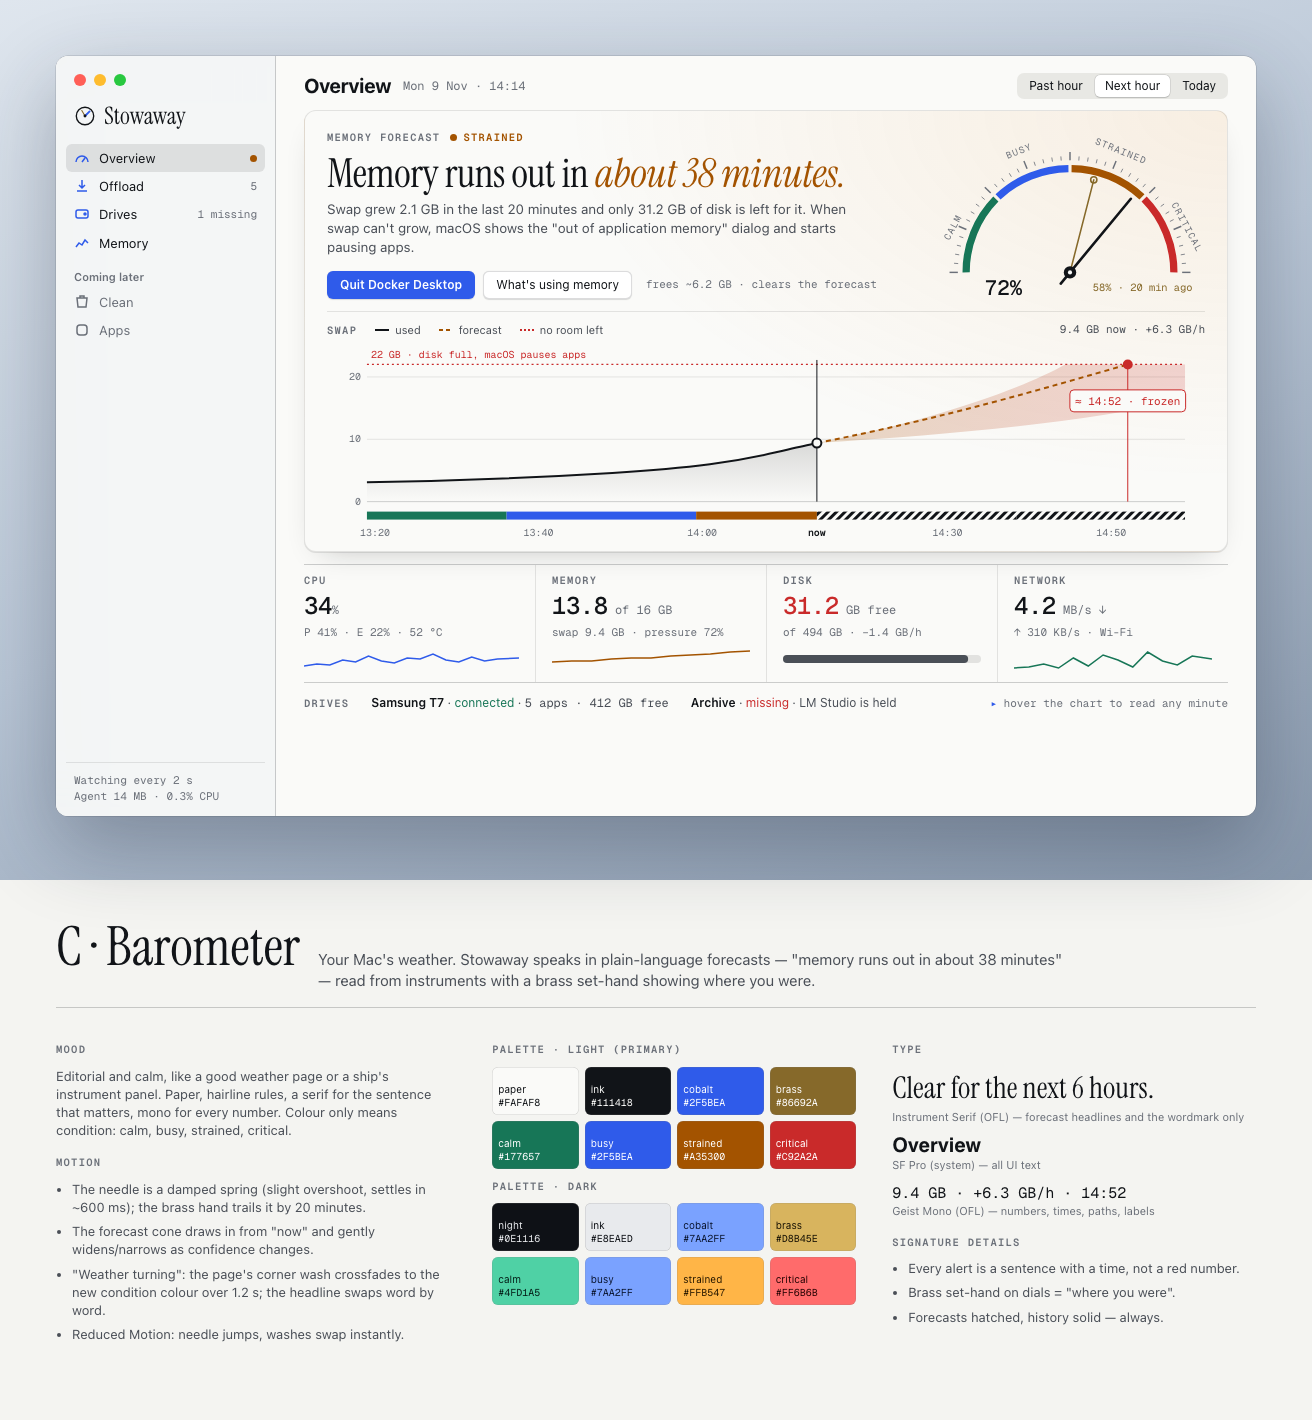 Stowaway
Overview
Offload 5
Drives 1 missing
Memory
Coming later
Clean
Apps
Watching every 2 s
Agent 14 MB · 0.3% CPU
Overview Mon 9 Nov · 14:14
Past hour Next hour Today
MEMORY FORECAST STRAINED
Memory runs out in about 38 minutes.
Swap grew 2.1 GB in the last 20 minutes and only 31.2 GB of disk is left for it. When
swap can't grow, macOS shows the "out of application memory" dialog and starts
pausing apps.
Quit Docker Desktop What's using memory frees ~6.2 GB · clears the forecast
CALM
BUSY
STRAINED
CRITICAL
72%
58% · 20 min ago
SWAP used forecast no room left 9.4 GB now · +6.3 GB/h
22 GB · disk full, macOS pauses apps
20
≈ 14:52 · frozen
10
0
13:20 13:40 14:00 now 14:30 14:50
CPU
34%
P 41% · E 22% · 52 °C
MEMORY
13.8 of 16 GB
swap 9.4 GB · pressure 72%
DISK
31.2 GB free
of 494 GB · −1.4 GB/h
NETWORK
4.2 MB/s ↓
↑ 310 KB/s · Wi-Fi
DRIVES Samsung T7 · connected · 5 apps · 412 GB free Archive · missing · LM Studio is held ▸ hover the chart to read any minute
C · Barometer
Your Mac's weather. Stowaway speaks in plain-language forecasts — "memory runs out in about 38 minutes"
— read from instruments with a brass set-hand showing where you were.
MOOD
Editorial and calm, like a good weather page or a ship's
instrument panel. Paper, hairline rules, a serif for the sentence
that matters, mono for every number. Colour only means
condition: calm, busy, strained, critical.
MOTION
• The needle is a damped spring (slight overshoot, settles in
~600 ms); the brass hand trails it by 20 minutes.
• The forecast cone draws in from "now" and gently
widens/narrows as confidence changes.
• "Weather turning": the page's corner wash crossfades to the
new condition colour over 1.2 s; the headline swaps word by
word.
• Reduced Motion: needle jumps, washes swap instantly.
PALETTE · LIGHT (PRIMARY)
paper
#FAFAF8
ink
#111418
cobalt
#2F5BEA
brass
#86692A
calm
#177657
busy
#2F5BEA
strained
#A35300
critical
#C92A2A
PALETTE · DARK
night
#0E1116
ink
#E8EAED
cobalt
#7AA2FF
brass
#D8B45E
calm
#4FD1A5
busy
#7AA2FF
strained
#FFB547
critical
#FF6B6B
TYPE
Clear for the next 6 hours.
Instrument Serif (OFL) — forecast headlines and the wordmark only
Overview
SF Pro (system) — all UI text
9.4 GB · +6.3 GB/h · 14:52
Geist Mono (OFL) — numbers, times, paths, labels
SIGNATURE DETAILS
• Every alert is a sentence with a time, not a red number.
• Brass set-hand on dials = "where you were".
• Forecasts hatched, history solid — always.